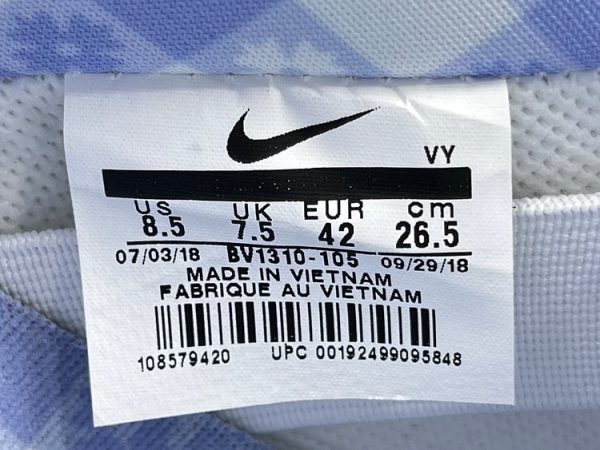 VY
US UK EUR cm
8.5 7.5 42 26.5
07/03/18 BV1310-105 09/29/18
MADE IN VIETNAM
FABRIQUE AU VIETNAM
108579420 UPC 00192499095848